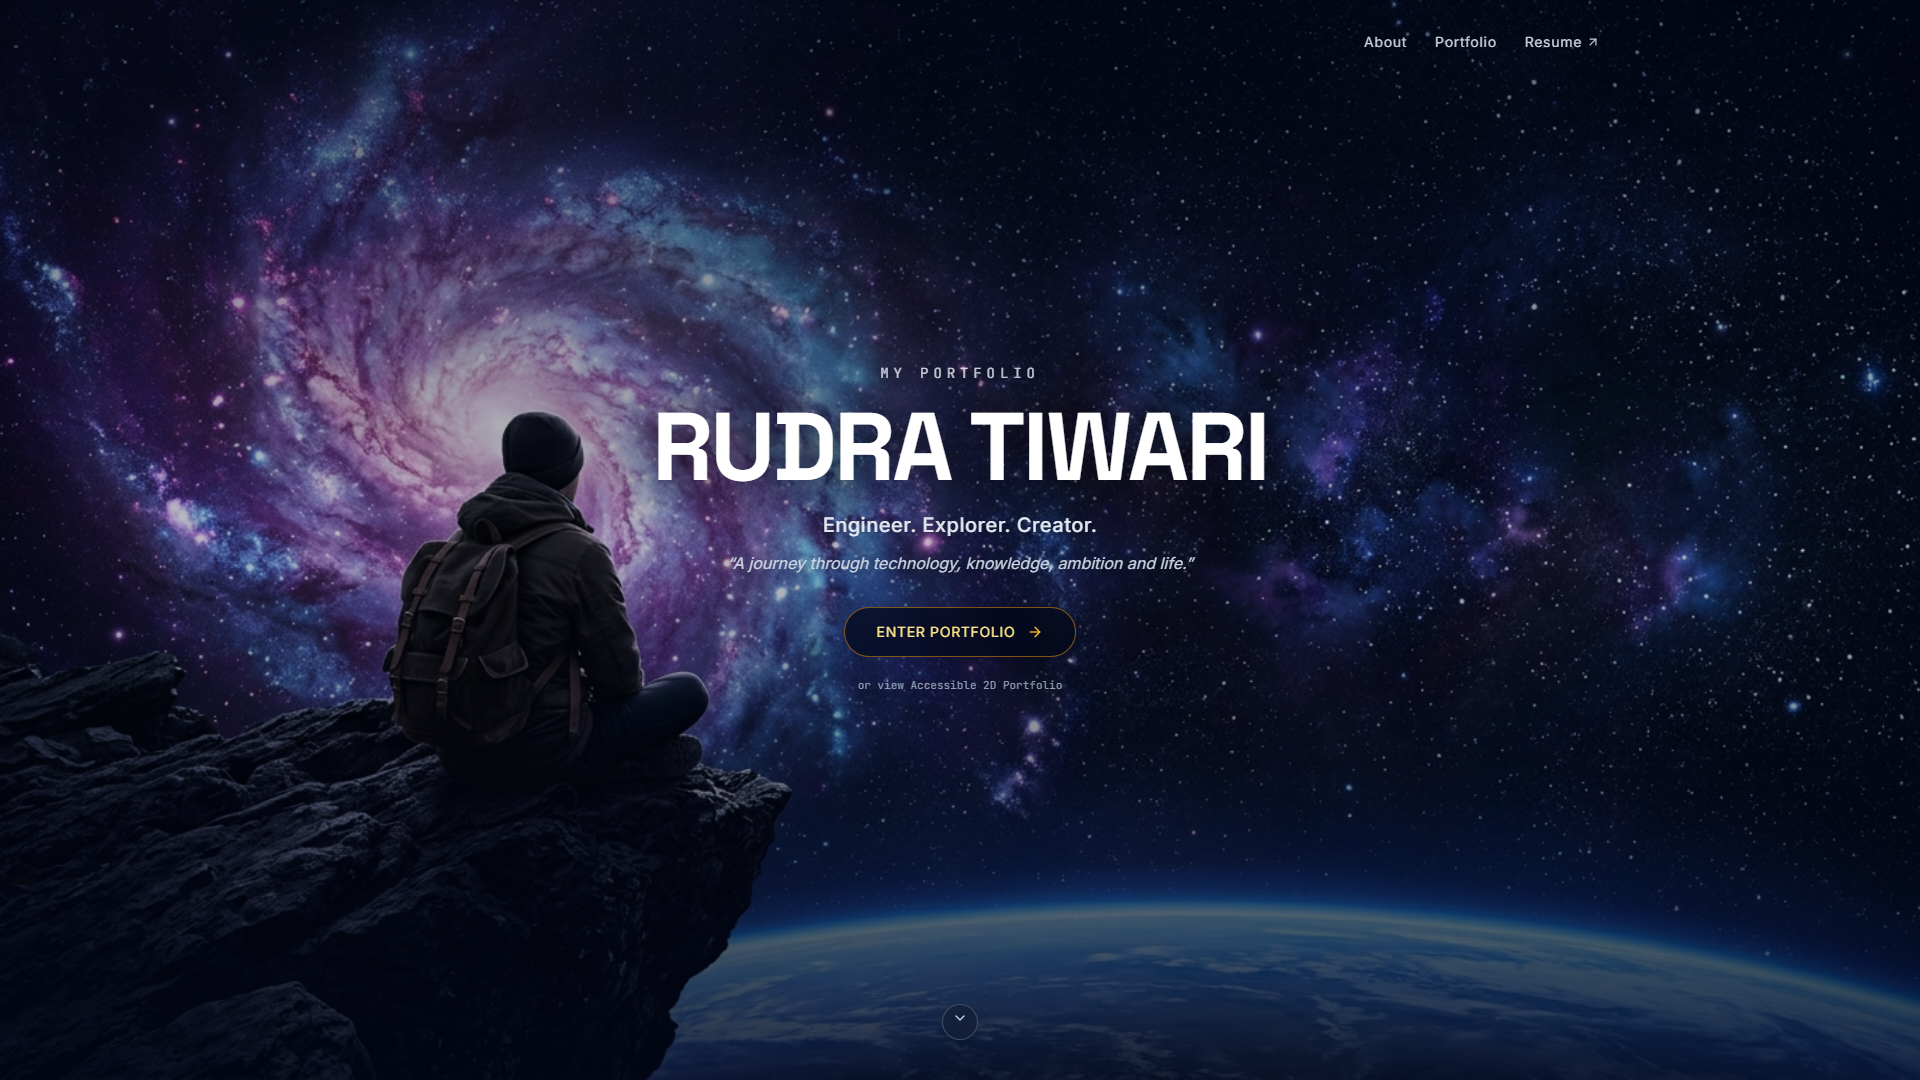 About Portfolio Resume
MY PORTFOLIO
RUDRA TIWARI
Engineer. Explorer. Creator.
“A journey through technology, knowledge, ambition and life.”
ENTER PORTFOLIO
or view Accessible 2D Portfolio